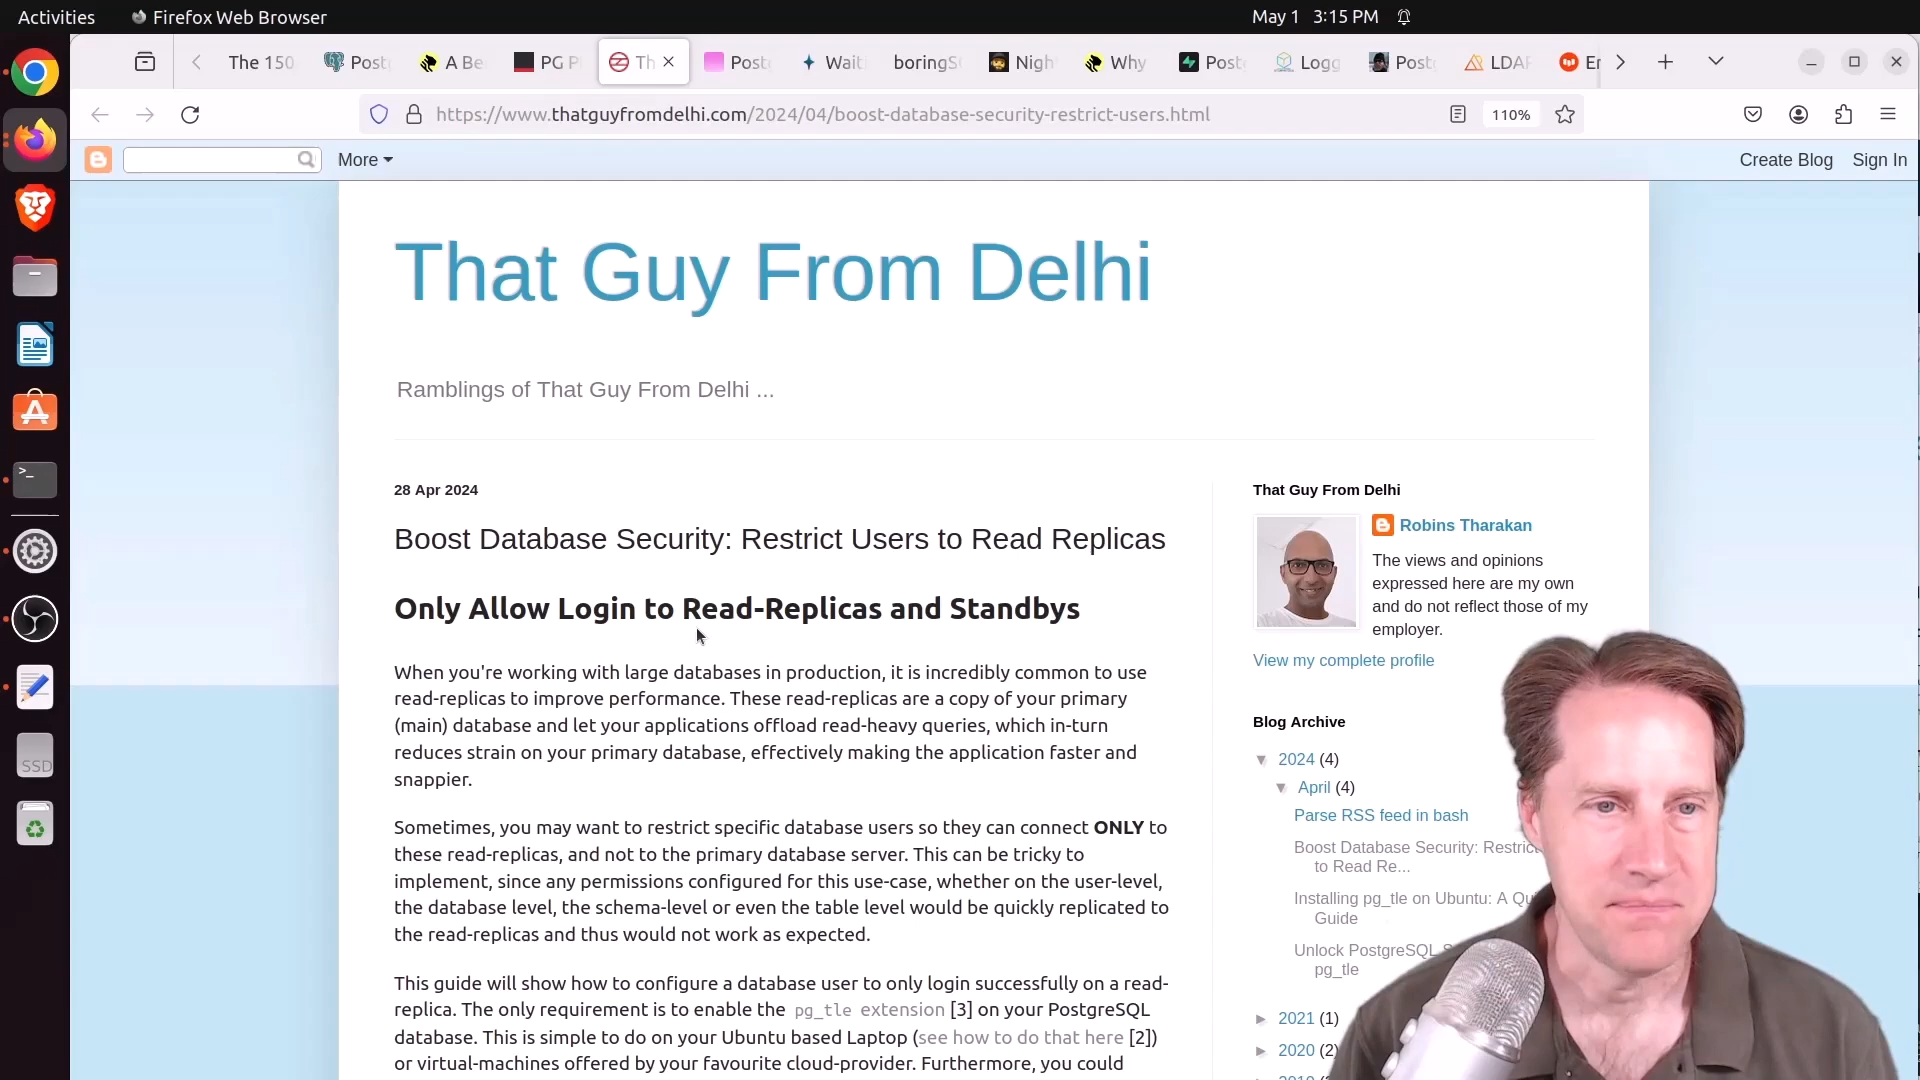 Activities
Firefox Web Browser
May 1 3:15 PM
The 150
Post
A Be
PG P
Th
Post
Wait
boringS
Nigh
Why
Post
Logg
Post
LDA
Er
https://www.thatguyfromdelhi.com/2024/04/boost-database-security-restrict-users.html
110%
More
Create Blog
Sign In
That Guy From Delhi
Ramblings of That Guy From Delhi ...
28 Apr 2024
Boost Database Security: Restrict Users to Read Replicas
Only Allow Login to Read-Replicas and Standbys
When you're working with large databases in production, it is incredibly common to use
read-replicas to improve performance. These read-replicas are a copy of your primary
(main) database and let your applications offload read-heavy queries, which in-turn
reduces strain on your primary database, effectively making the application faster and
snappier.
Sometimes, you may want to restrict specific database users so they can connect ONLY to
these read-replicas, and not to the primary database server. This can be tricky to
implement, since any permissions configured for this use-case, whether on the user-level,
the database level, the schema-level or even the table level would be quickly replicated to
the read-replicas and thus would not work as expected.
This guide will show how to configure a database user to only login successfully on a read-
replica. The only requirement is to enable the pg_tle extension [3] on your PostgreSQL
database. This is simple to do on your Ubuntu based Laptop (see how to do that here [2])
or virtual-machines offered by your favourite cloud-provider. Furthermore, you could
That Guy From Delhi
Robins Tharakan
The views and opinions
expressed here are my own
and do not reflect those of my
employer.
View my complete profile
Blog Archive
▼ 2024 (4)
▼ April (4)
Parse RSS feed in bash
Boost Database Security: Restrict
to Read Re...
Installing pg_tle on Ubuntu: A Qu
Guide
Unlock PostgreSQL S
pg_tle
► 2021 (1)
► 2020 (2)
SSD